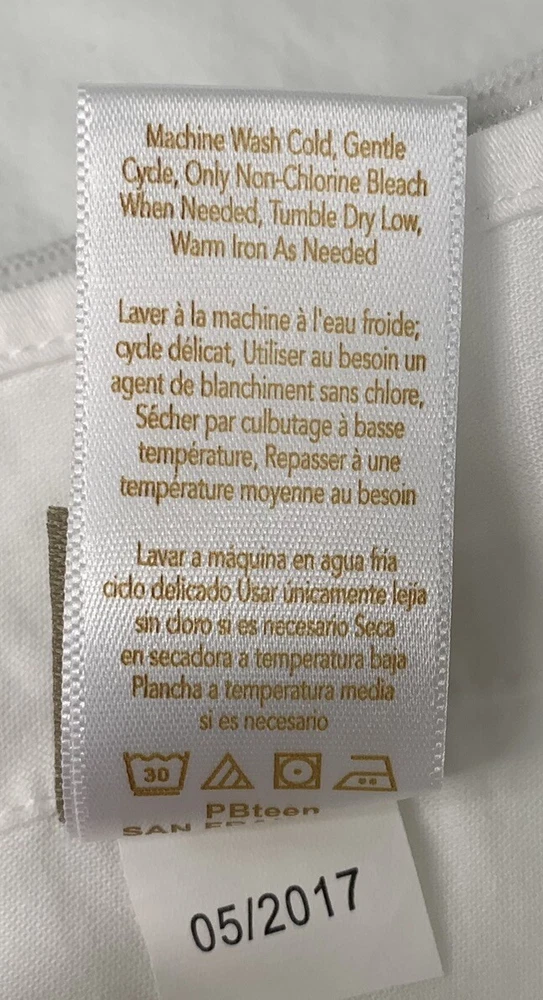 Machine Wash Cold, Gentle
Cycle, Only Non-Chlorine Bleach
When Needed, Tumble Dry Low,
Warm Iron As Needed
Laver à la machine à l'eau froide;
cycle délicat, Utiliser au besoin un
agent de blanchiment sans chlore,
Sécher par culbutage à basse
température, Repasser à une
température moyenne au besoin
Lavar a máquina en agua fría
ciclo delicado Usar únicamente lejía
sin cloro si es necesario Seca
en secadora a temperatura baja
Plancha a temperatura media
si es necesario
30
PBteen
SAN
05/2017